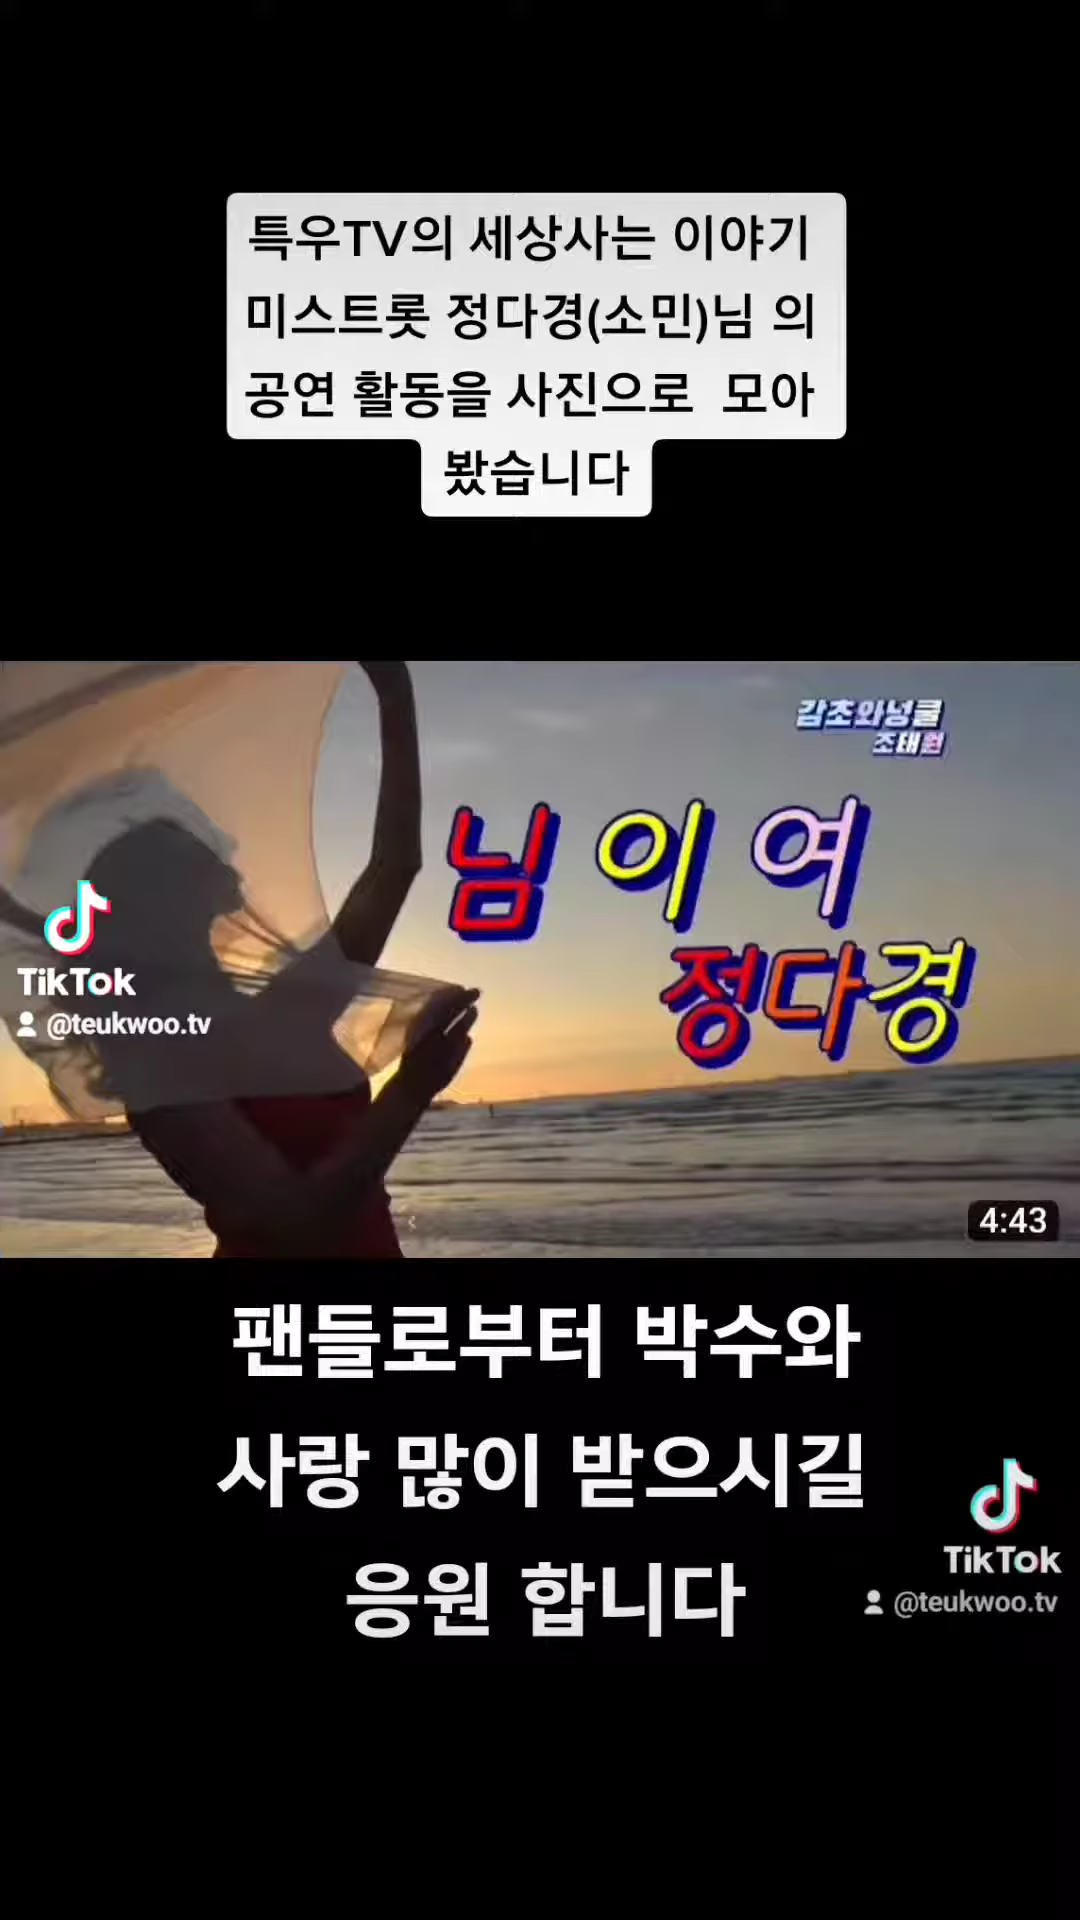 특우TV의 세상사는 이야기
미스트롯 정다경(소민)님 의
공연 활동을 사진으로 모아
봤습니다
감초와넝쿨
조태원
님이여
정다경
TikTok
@teukwoo.tv
4:43
팬들로부터 박수와
사랑 많이 받으시길
응원 합니다
TikTok
@teukwoo.tv